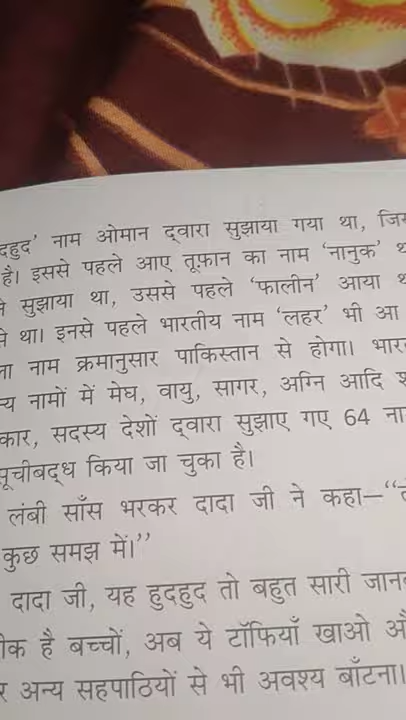 दहुद’ नाम ओमान द्वारा सुझाया गया था,
है। इससे पहले आए तूफ़ान का नाम ‘नानुक’
सुझाया था, उससे पहले ‘फालीन’ आया
था। इनसे पहले भारतीय नाम ‘लहर’ भी आ
नाम क्रमानुसार पाकिस्तान से होगा।
नामों में मेघ, वायु, सागर, अग्नि आदि
कार, सदस्य देशों द्वारा सुझाए गए 64
सूचीबद्ध किया जा चुका है।
लंबी साँस भरकर दादा जी ने कहा—“
कुछ समझ में।”
दादा जी, यह हुदहुद तो बहुत सारी
है बच्चों, अब ये टॉफियाँ खाओ
अन्य सहपाठियों से भी अवश्य बाँटना।